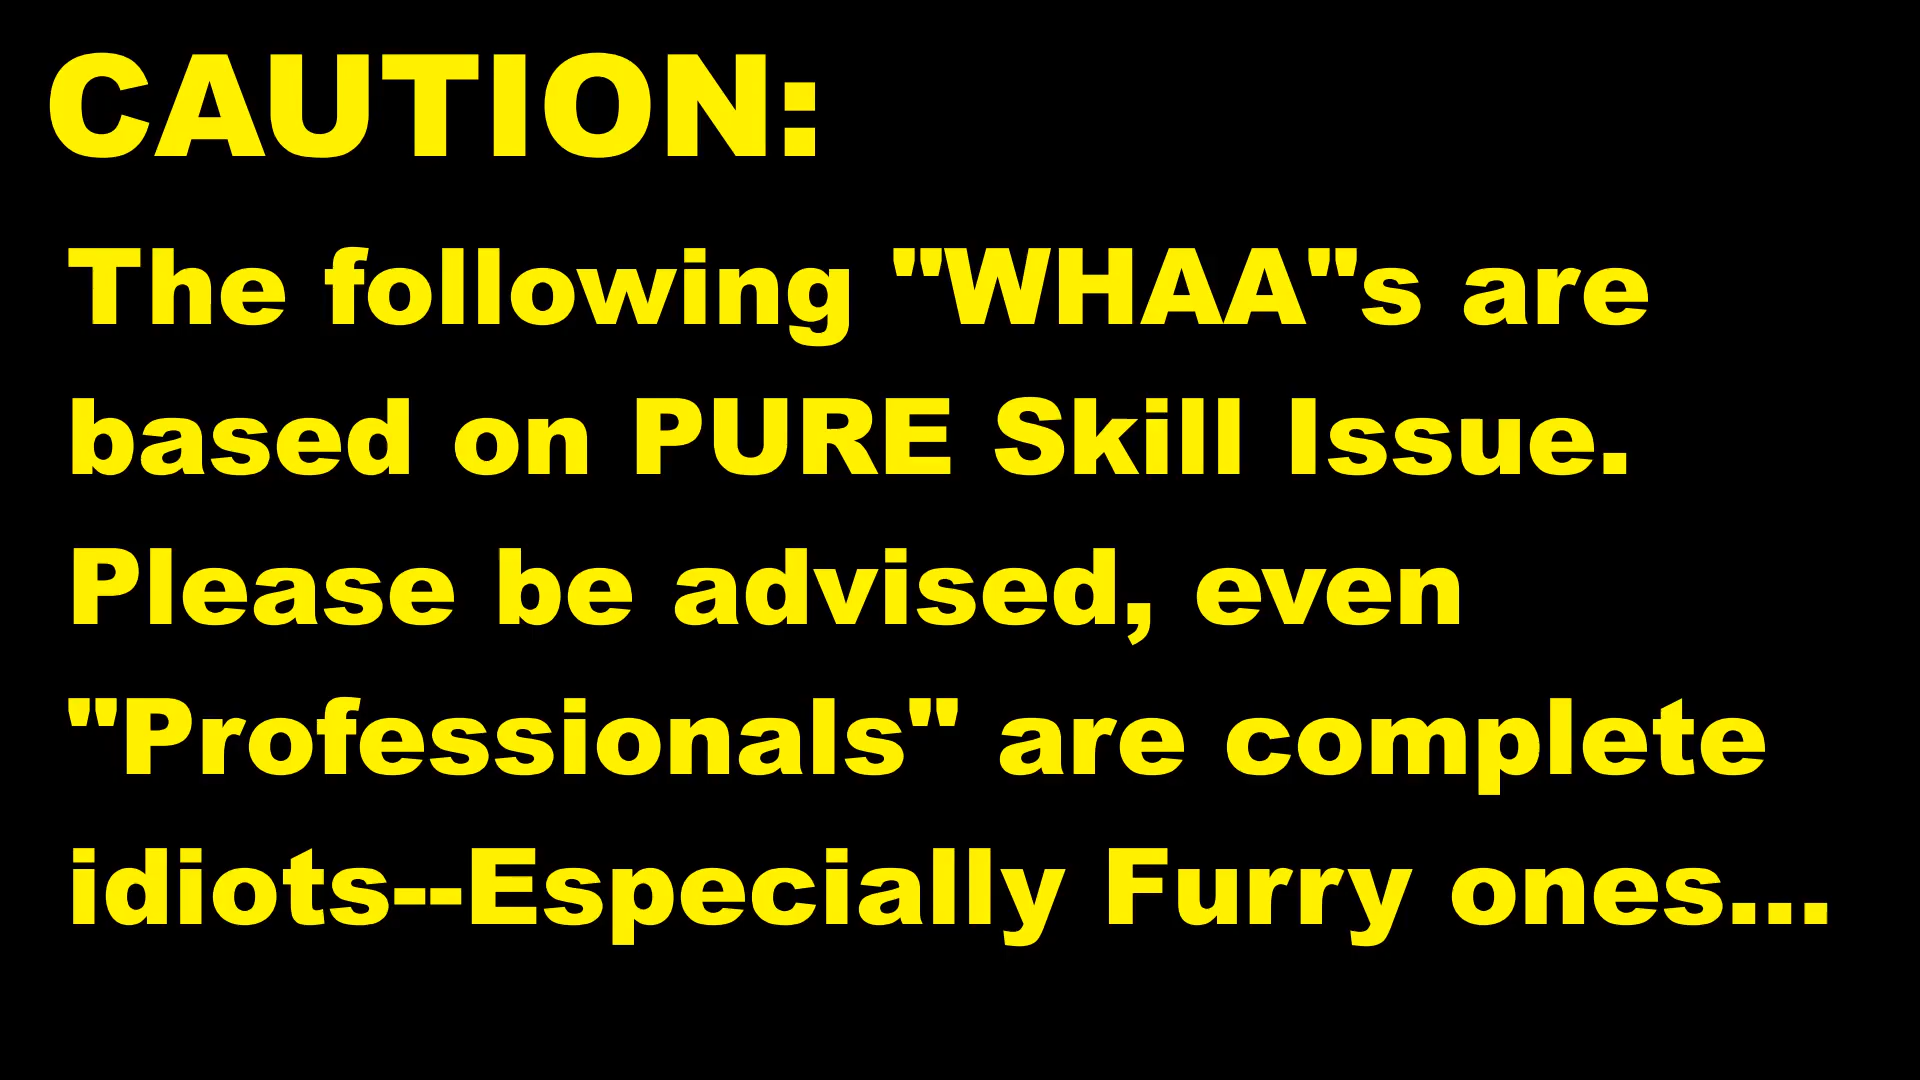 CAUTION:
The following "WHAA"s are
based on PURE Skill Issue.
Please be advised, even
"Professionals" are complete
idiots--Especially Furry ones...